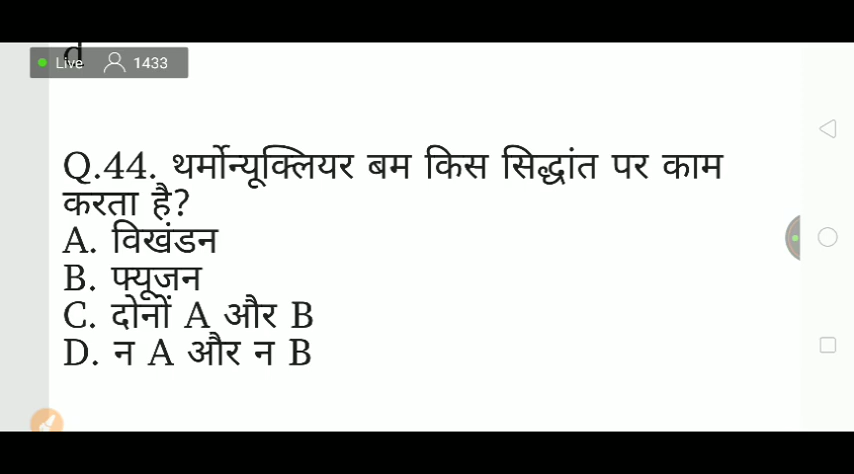 d
Live 1433
Q.44. थर्मोन्यूक्लियर बम किस सिद्धांत पर काम
करता है?
A. विखंडन
B. फ्यूजन
C. दोनों A और B
D. न A और न B